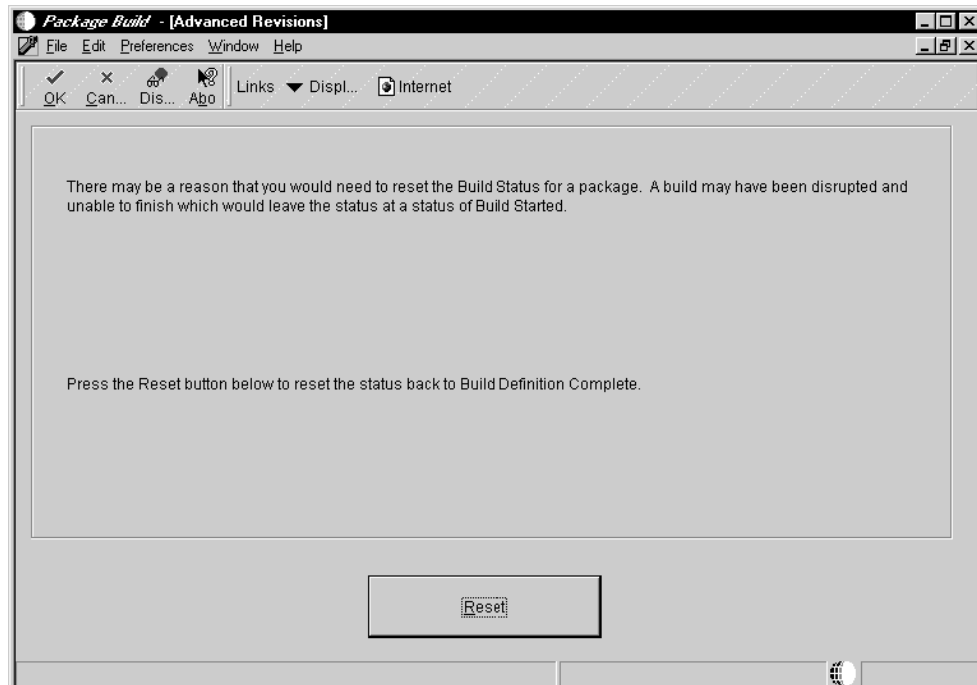 Package Build - [Advanced Revisions]
File Edit Preferences Window Help
OK Can... Dis... Abo Links Displ... Internet
There may be a reason that you would need to reset the Build Status for a package. A build may have been disrupted and
unable to finish which would leave the status at a status of Build Started.
Press the Reset button below to reset the status back to Build Definition Complete.
Reset